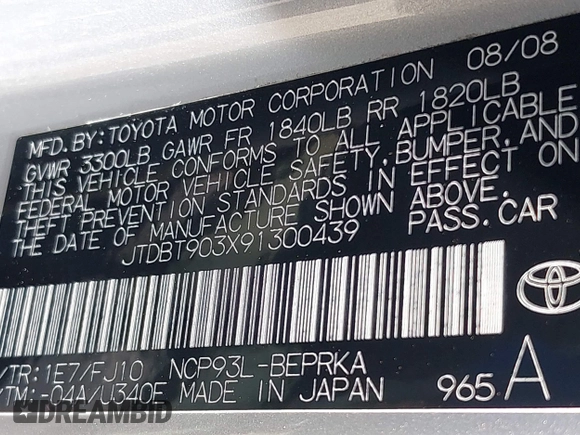 MFD. BY: TOYOTA MOTOR CORPORATION 08/08
GVWR 3300LB GAWR FR 1840LB RR 1820LB
THIS VEHICLE CONFORMS TO ALL APPLICABLE
FEDERAL MOTOR VEHICLE SAFETY, BUMPER, AND
THEFT PREVENTION STANDARDS IN EFFECT ON
THE DATE OF MANUFACTURE SHOWN ABOVE.
JTDBT903X91300439 PASS. CAR
/TR: 1E7/FJ10 NCP93L-BEPRKA
/TM: -04A/U340E MADE IN JAPAN 965 A
DREAMBID